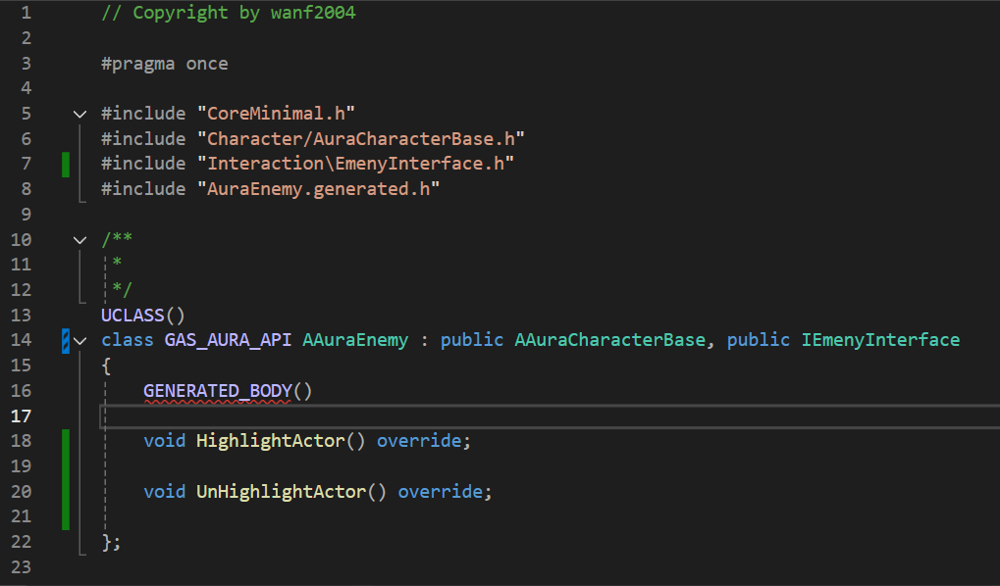 1 // Copyright by wanf2004
2
3 #pragma once
4
5 #include "CoreMinimal.h"
6 #include "Character/AuraCharacterBase.h"
7 #include "Interaction\EmenyInterface.h"
8 #include "AuraEnemy.generated.h"
9
10 /**
11  *
12  */
13 UCLASS()
14 class GAS_AURA_API AAuraEnemy : public AAuraCharacterBase, public IEmenyInterface
15 {
16     GENERATED_BODY()
17
18     void HighlightActor() override;
19
20     void UnHighlightActor() override;
21
22 };
23